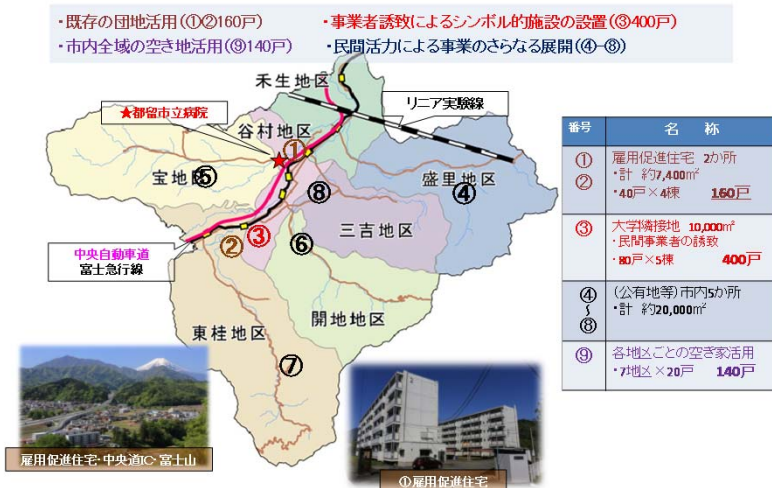 ・既存の団地活用(①②160戸)
・事業者誘致によるシンボル的施設の設置(③400戸)
・市内全域の空き地活用(⑨140戸)
・民間活力による事業のさらなる展開(④-⑧)
禾生地区
リニア実験線
★都留市立病院
谷村地区
①
宝地区
⑤
⑧
④
盛里地区
三吉地区
中央自動車道
富士急行線
②
③
⑥
東桂地区
開地地区
⑦
雇用促進住宅・中央道IC・富士山
①雇用促進住宅
番号 名 称
① ② 雇用促進住宅 2か所
・計 約7,400㎡
・40戸×4棟 160戸
③ 大学隣接地 10,000㎡
・民間事業者の誘致
・80戸×5棟 400戸
④~⑧ (公有地等)市内5か所
・計 約20,000㎡
⑨ 各地区ごとの空き家活用
・7地区×20戸 140戸